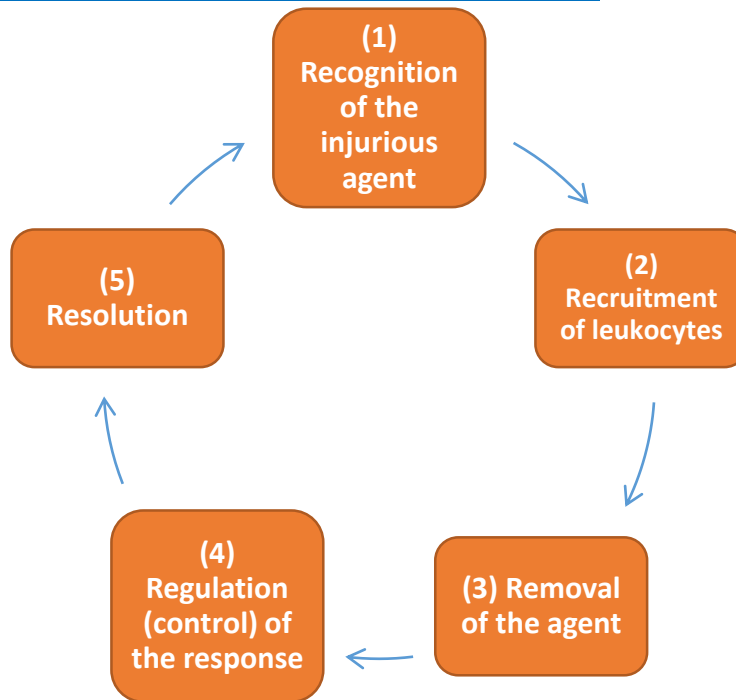 (1)
Recognition
of the
injurious
agent
(2)
Recruitment
of leukocytes
(3) Removal
of the agent
(4)
Regulation
(control) of
the response
(5)
Resolution